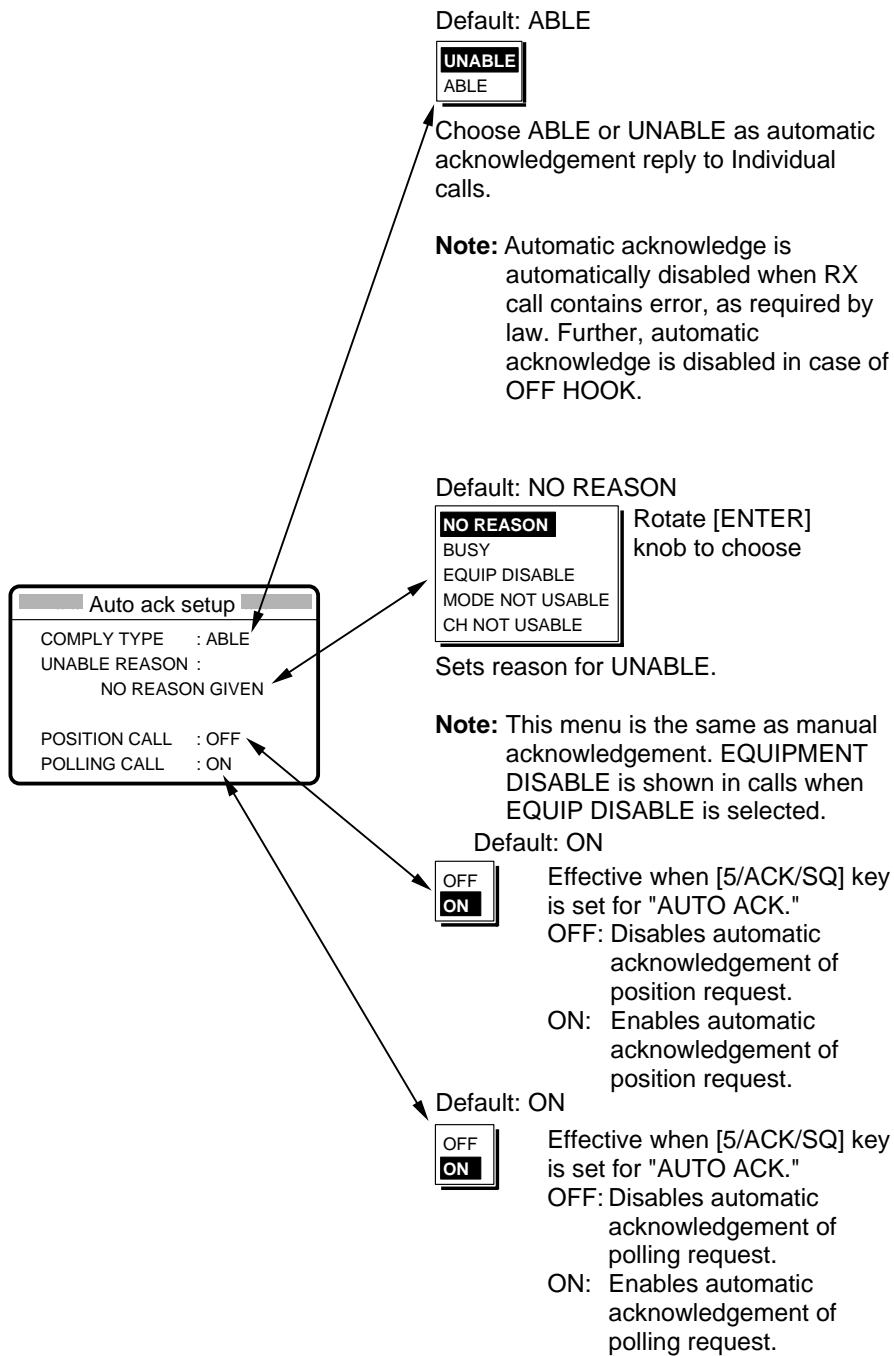 Default: ABLE
UNABLE
ABLE
Choose ABLE or UNABLE as automatic
acknowledgement reply to Individual
calls.
Note: Automatic acknowledge is
automatically disabled when RX
call contains error, as required by
law. Further, automatic
acknowledge is disabled in case of
OFF HOOK.
Default: NO REASON
NO REASON
BUSY
EQUIP DISABLE
MODE NOT USABLE
CH NOT USABLE
Rotate [ENTER]
knob to choose
Sets reason for UNABLE.
Note: This menu is the same as manual
acknowledgement. EQUIPMENT
DISABLE is shown in calls when
EQUIP DISABLE is selected.
Auto ack setup
COMPLY TYPE : ABLE
UNABLE REASON :
NO REASON GIVEN
POSITION CALL : OFF
POLLING CALL : ON
Default: ON
OFF
ON
Effective when [5/ACK/SQ] key
is set for "AUTO ACK."
OFF: Disables automatic
acknowledgement of
position request.
ON: Enables automatic
acknowledgement of
position request.
Default: ON
OFF
ON
Effective when [5/ACK/SQ] key
is set for "AUTO ACK."
OFF: Disables automatic
acknowledgement of
polling request.
ON: Enables automatic
acknowledgement of
polling request.